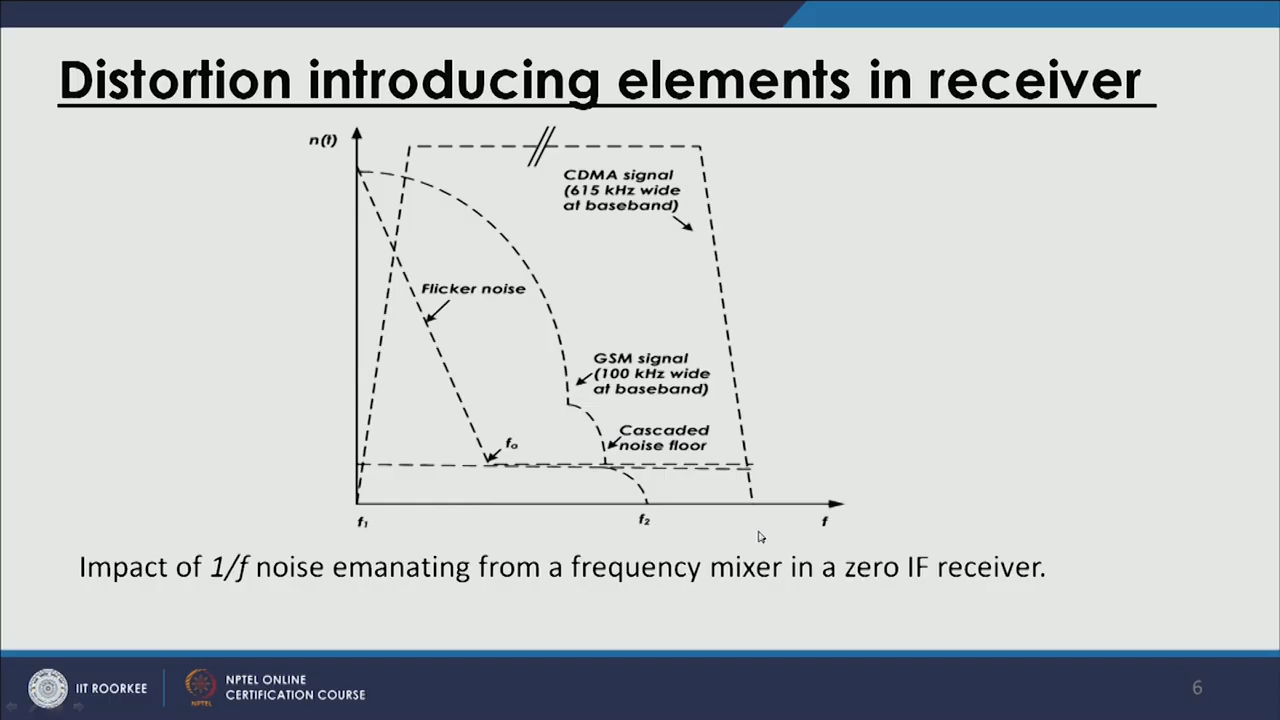 Distortion introducing elements in receiver
n(f)
CDMA signal
(615 kHz wide
at baseband)
Flicker noise
GSM signal
(100 kHz wide
at baseband)
Cascaded
noise floor
fo
f1
f2
f
Impact of 1/f noise emanating from a frequency mixer in a zero IF receiver.
IIT ROORKEE
NPTEL
NPTEL ONLINE
CERTIFICATION COURSE
6